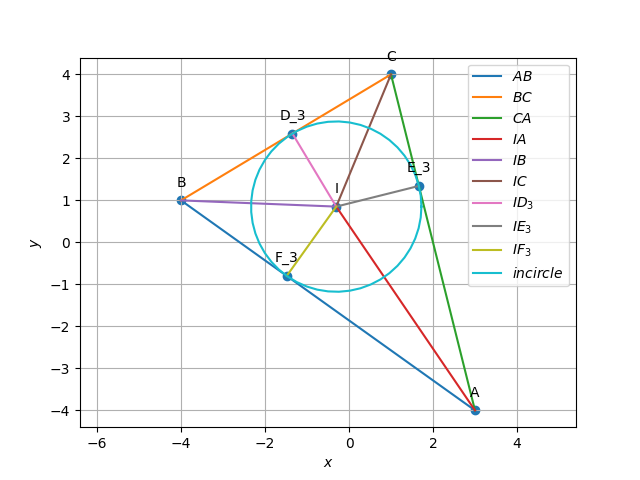 C
D_3
E_3
B
I
F_3
A
AB
BC
CA
IA
IB
IC
ID₃
IE₃
IF₃
incircle
4
3
2
1
0
−1
−2
−3
−4
y
−6
−4
−2
0
2
4
x